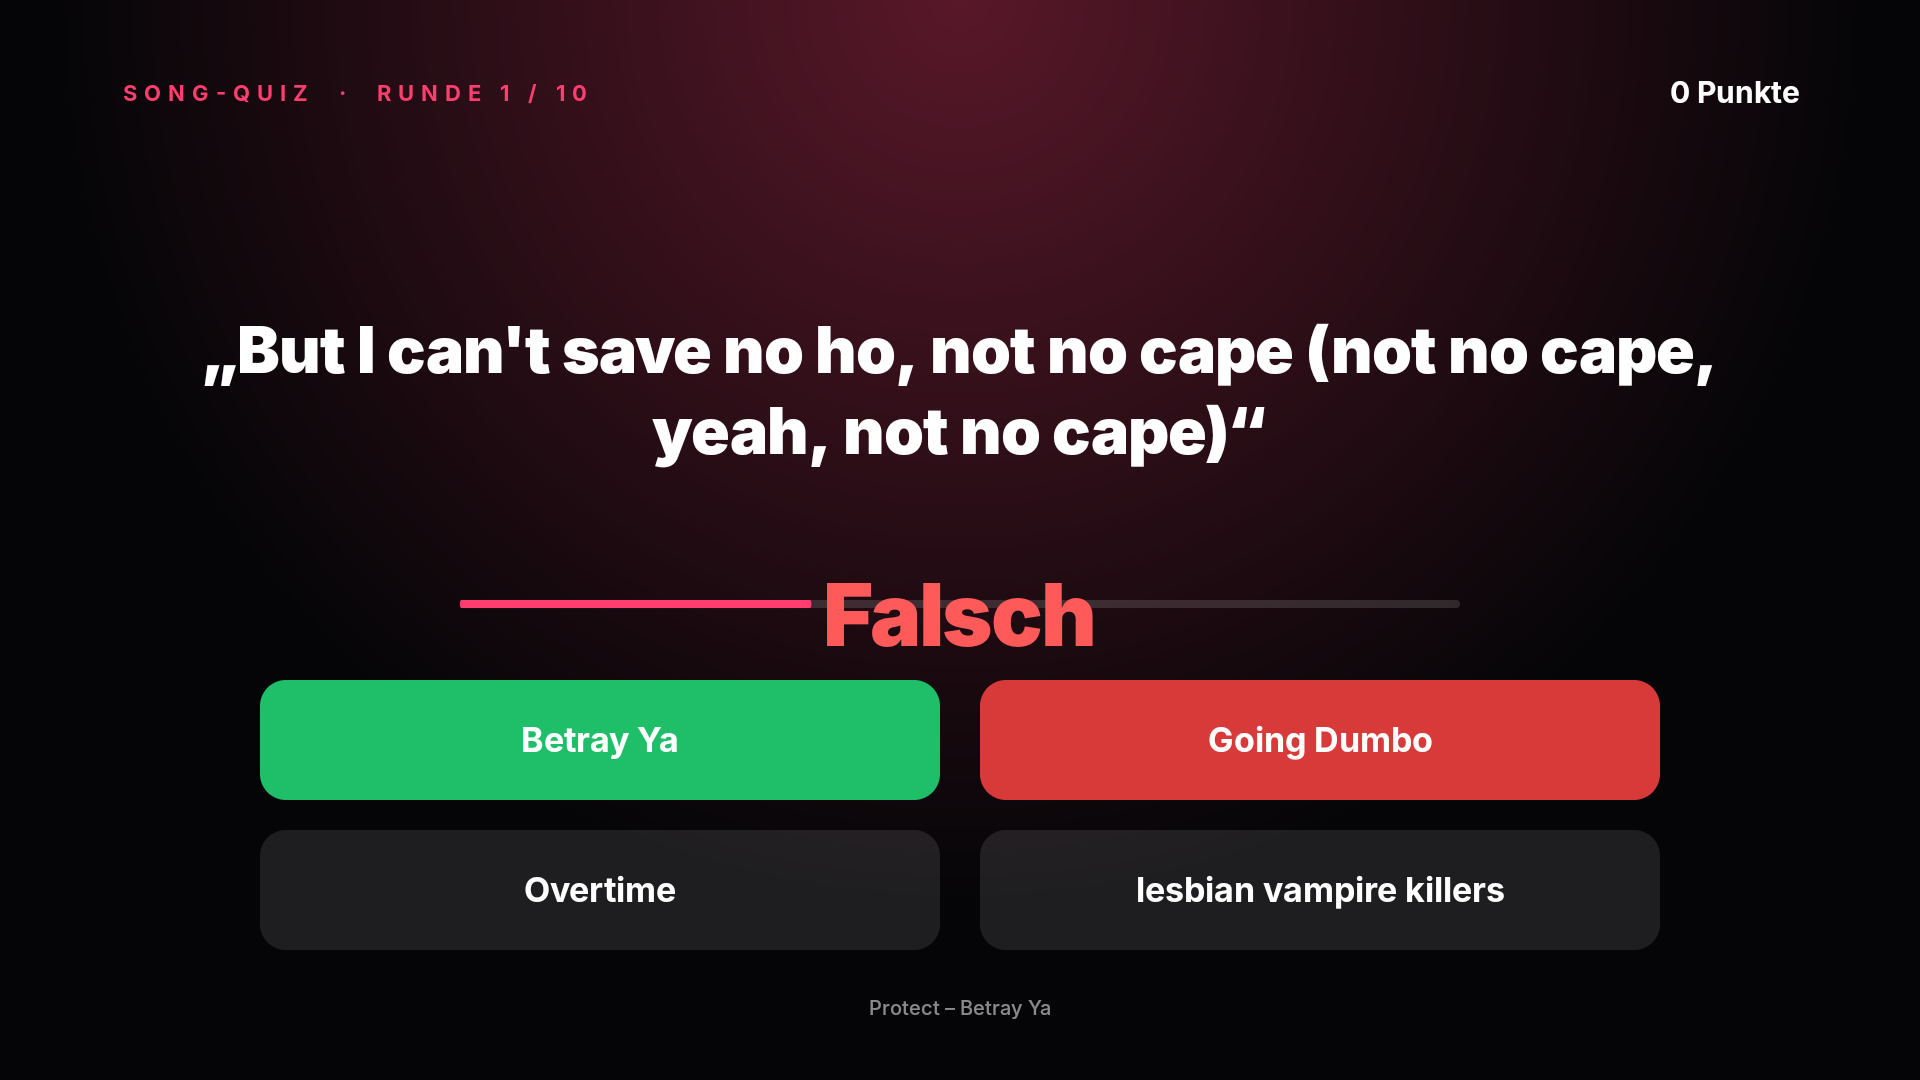 SONG-QUIZ · RUNDE 1 / 10
0 Punkte
„But I can't save no ho, not no cape (not no cape,
yeah, not no cape)“
Falsch
Betray Ya
Going Dumbo
Overtime
lesbian vampire killers
Protect – Betray Ya